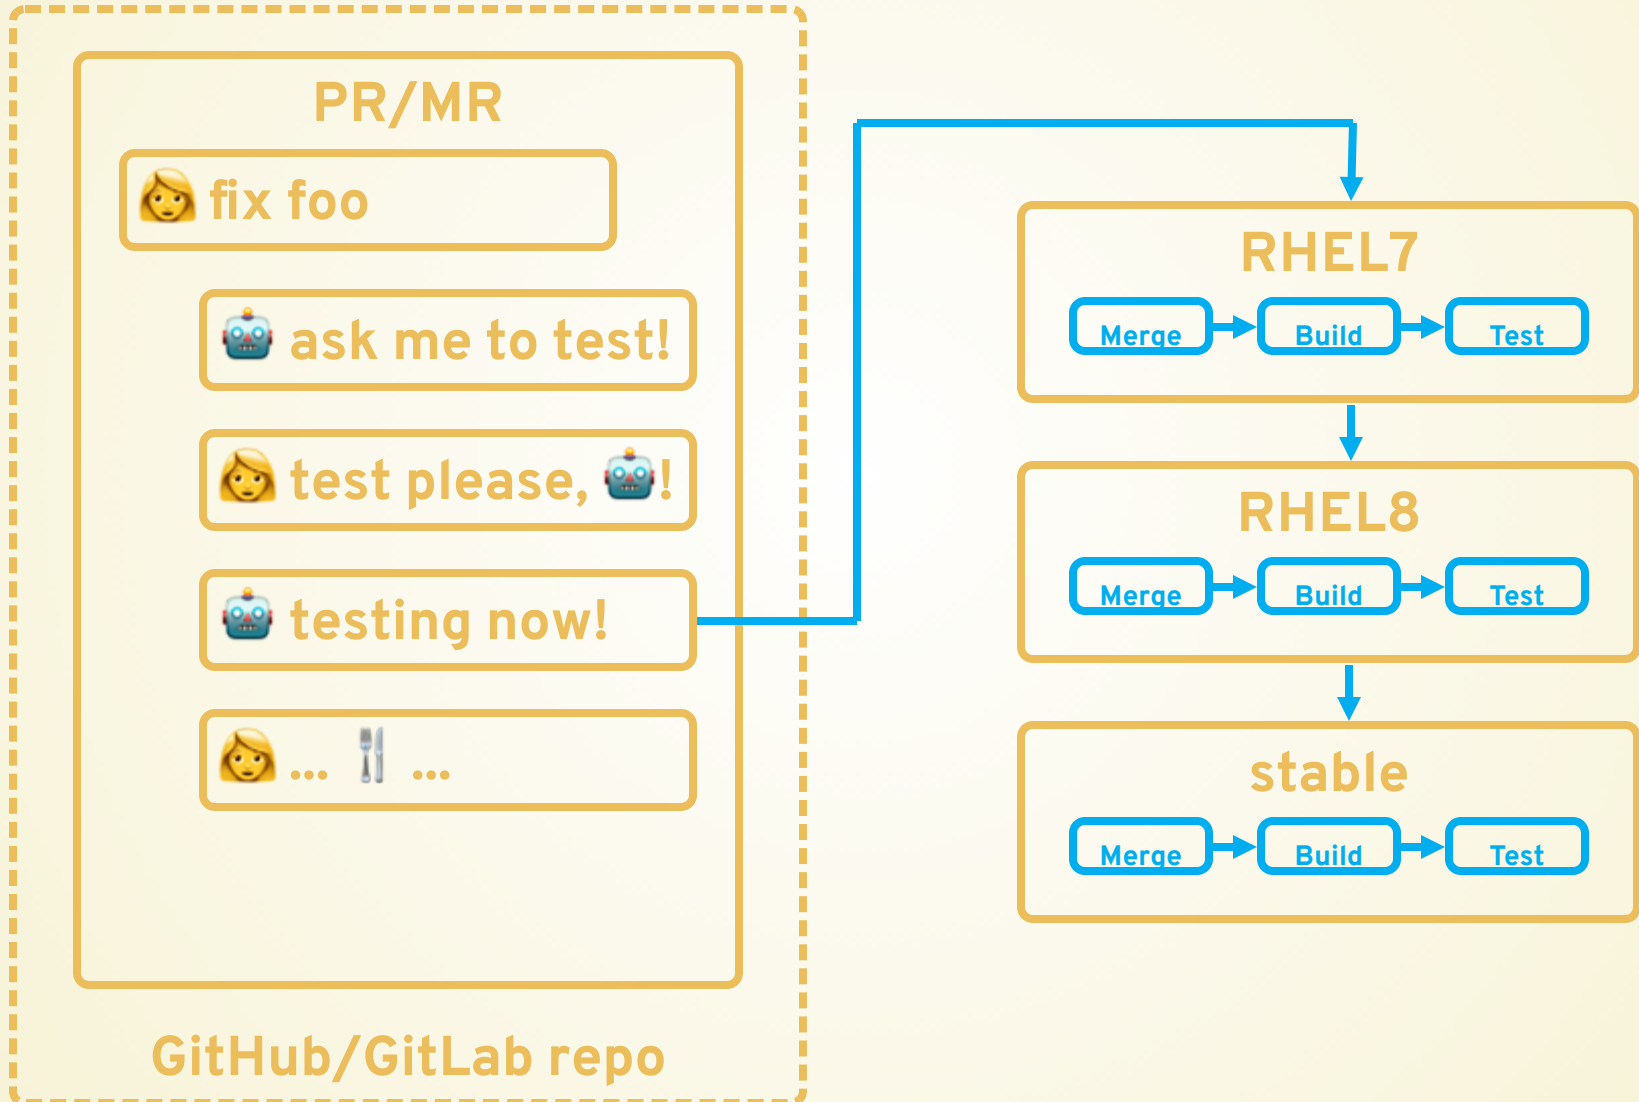 PR/MR
fix foo
ask me to test!
test please, 🤖!
testing now!
... 🍴 ...
GitHub/GitLab repo
RHEL7
Merge
Build
Test
RHEL8
Merge
Build
Test
stable
Merge
Build
Test